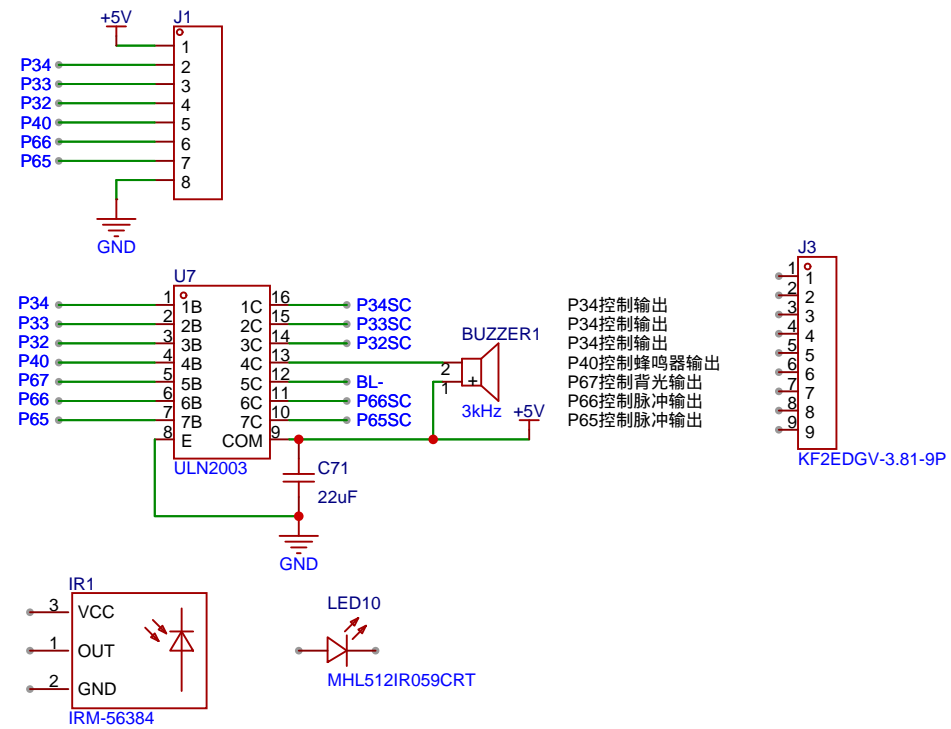 +5V
J1
1
P34 2
P33 3
P32 4
P40 5
P66 6
P65 7
8
GND
U7
P34 1 1B 1C 16 P34SC
P33 2 2B 2C 15 P33SC
P32 3 3B 3C 14 P32SC
P40 4 4B 4C 13
P67 5 5B 5C 12 BL-
P66 6 6B 6C 11 P66SC
P65 7 7B 7C 10 P65SC
8 E COM 9
ULN2003
C71
22uF
GND
BUZZER1
2
1
+
3kHz
+5V
P34控制输出
P34控制输出
P34控制输出
P40控制蜂鸣器输出
P67控制背光输出
P66控制脉冲输出
P65控制脉冲输出
J3
1 1
2 2
3 3
4 4
5 5
6 6
7 7
8 8
9 9
KF2EDGV-3.81-9P
IR1
3 VCC
1 OUT
2 GND
IRM-56384
LED10
MHL512IR059CRT